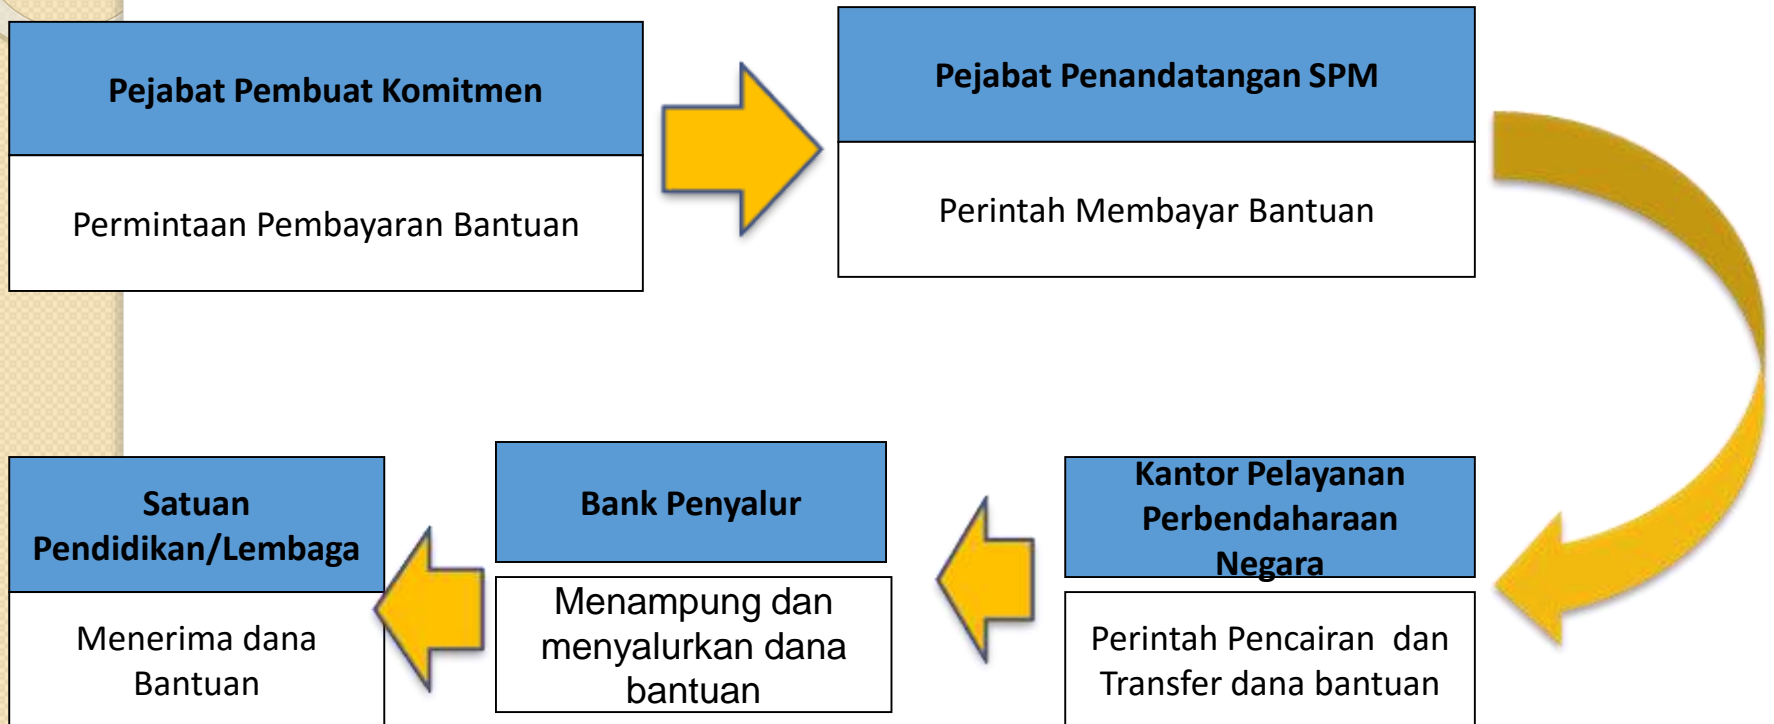 Pejabat Pembuat Komitmen
Permintaan Pembayaran Bantuan
Pejabat Penandatangan SPM
Perintah Membayar Bantuan
Kantor Pelayanan
Perbendaharaan
Negara
Perintah Pencairan dan
Transfer dana bantuan
Bank Penyalur
Menampung dan
menyalurkan dana
bantuan
Satuan
Pendidikan/Lembaga
Menerima dana
Bantuan